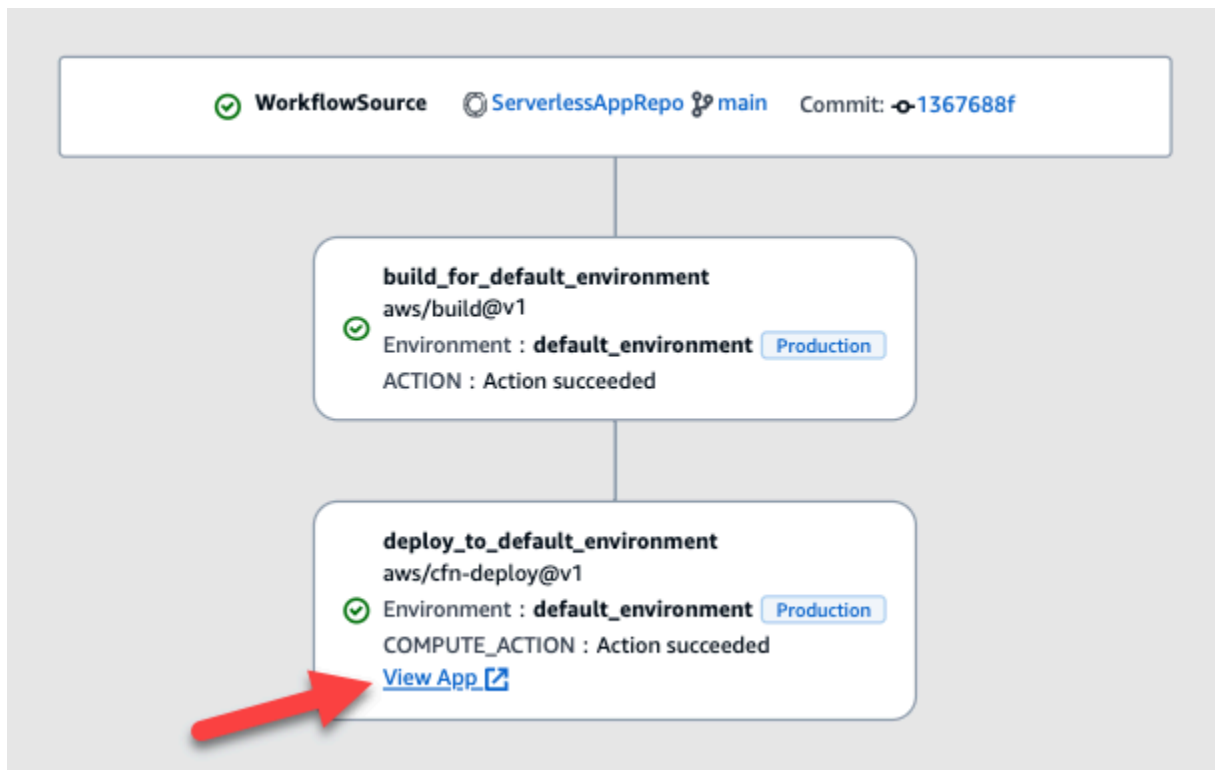 WorkflowSource ServerlessAppRepo main Commit: 1367688f
build_for_default_environment
aws/build@v1
Environment : default_environment Production
ACTION : Action succeeded
deploy_to_default_environment
aws/cfn-deploy@v1
Environment : default_environment Production
COMPUTE_ACTION : Action succeeded
View App